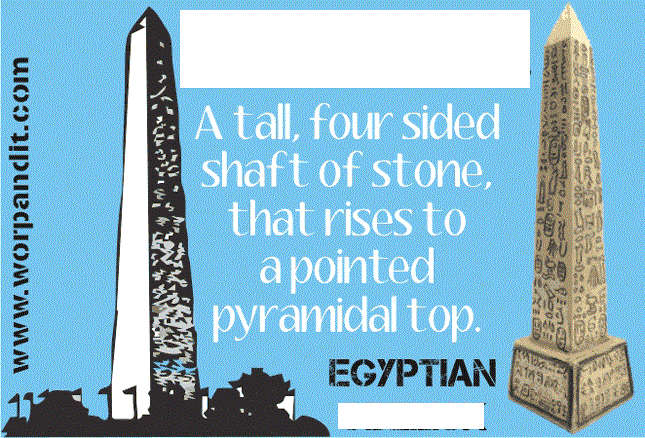 www.worpandit.com
A tall, four sided
shaft of stone,
that rises to
a pointed
pyramidal top.
EGYPTIAN